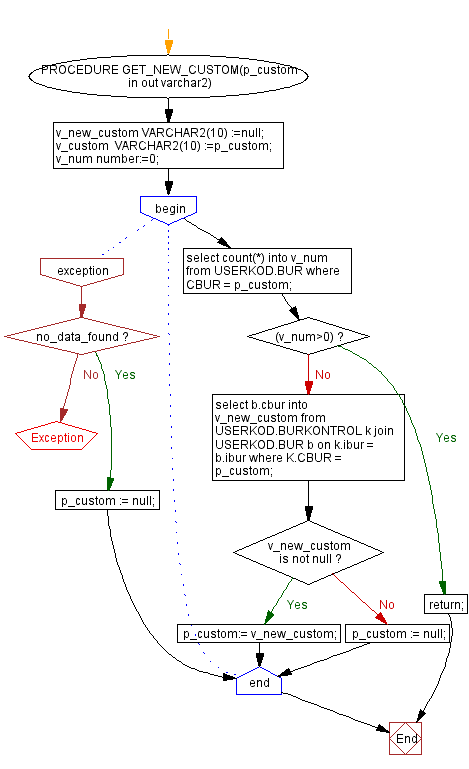 PROCEDURE GET_NEW_CUSTOM(p_custom
in out varchar2)
v_new_custom VARCHAR2(10) :=null;
v_custom VARCHAR2(10) :=p_custom;
v_num number:=0;
begin
exception
select count(*) into v_num
from USERKOD.BUR where
CBUR = p_custom;
no_data_found ?
(v_num>0) ?
No
Yes
No
select b.cbur into
v_new_custom from
USERKOD.BURKONTROL k join
USERKOD.BUR b on k.ibur =
b.ibur where K.CBUR =
p_custom;
Yes
Exception
p_custom := null;
v_new_custom
is not null ?
Yes
No
return;
p_custom:= v_new_custom;
p_custom := null;
end
End